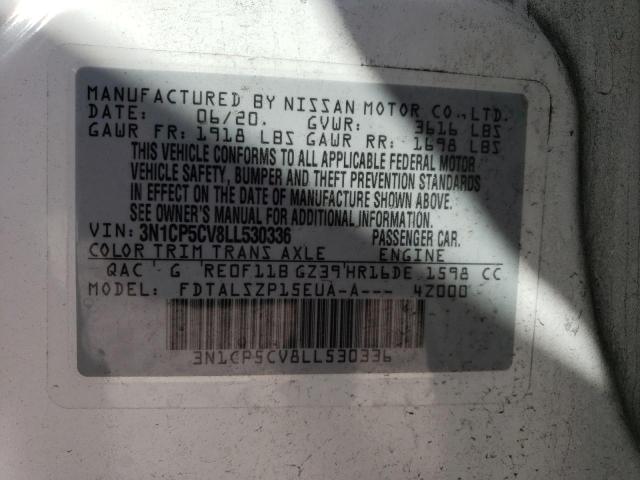 MANUFACTURED BY NISSAN MOTOR CO.,LTD.
DATE: 06/20. GVWR: 3616 LBS
GAWR FR: 1918 LBS GAWR RR: 1698 LBS
THIS VEHICLE CONFORMS TO ALL APPLICABLE FEDERAL MOTOR
VEHICLE SAFETY, BUMPER AND THEFT PREVENTION STANDARDS
IN EFFECT ON THE DATE OF MANUFACTURE SHOWN ABOVE.
SEE OWNER'S MANUAL FOR ADDITIONAL INFORMATION.
VIN: 3N1CP5CV8LL530336 PASSENGER CAR.
COLOR TRIM TRANS AXLE ENGINE
QAC G RE0F11B GZ39 HR16DE 1598 CC
MODEL: FDTALSZP15EUA-A--- 42000
3N1CP5CV8LL530336